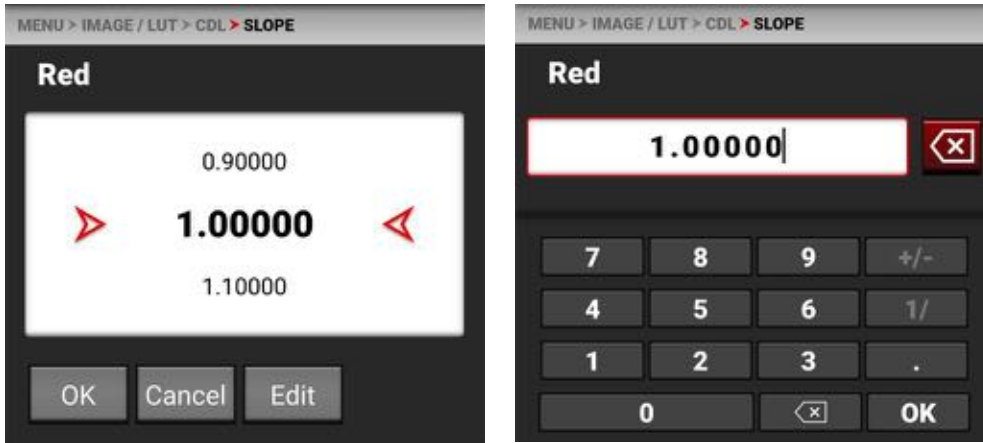 MENU > IMAGE / LUT > CDL > SLOPE
Red
0.90000
1.00000
1.10000
OK Cancel Edit
MENU > IMAGE / LUT > CDL > SLOPE
Red
1.00000
7 8 9 +/-
4 5 6 1/
1 2 3 .
0 OK